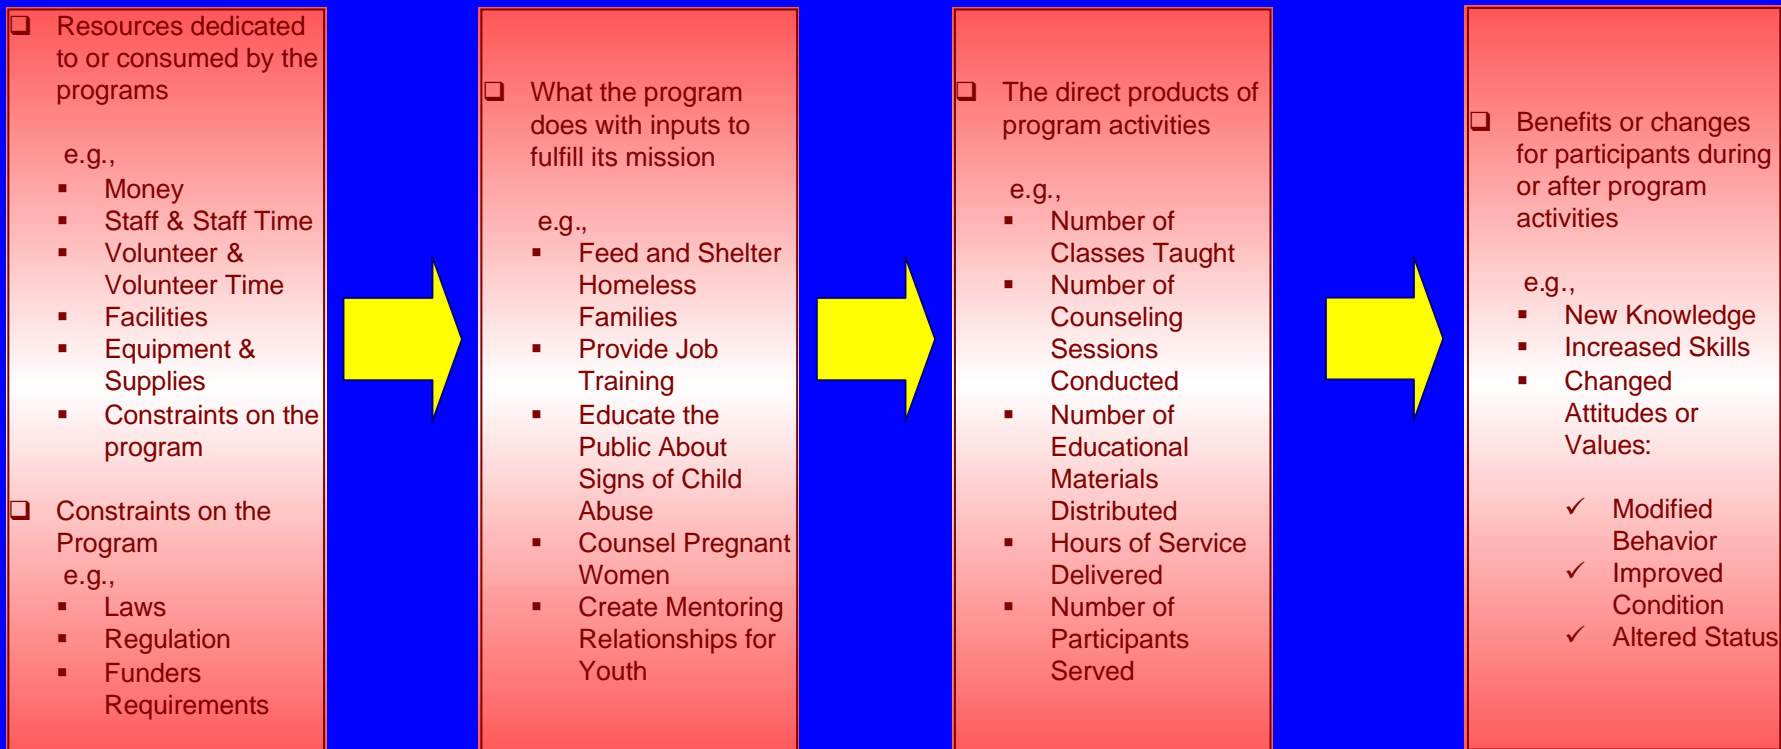 ❑ Resources dedicated
to or consumed by the
programs
e.g.,
▪ Money
▪ Staff & Staff Time
▪ Volunteer &
Volunteer Time
▪ Facilities
▪ Equipment &
Supplies
▪ Constraints on the
program
❑ Constraints on the
Program
e.g.,
▪ Laws
▪ Regulation
▪ Funders
Requirements
❑ What the program
does with inputs to
fulfill its mission
e.g.,
▪ Feed and Shelter
Homeless
Families
▪ Provide Job
Training
▪ Educate the
Public About
Signs of Child
Abuse
▪ Counsel Pregnant
Women
▪ Create Mentoring
Relationships for
Youth
❑ The direct products of
program activities
e.g.,
▪ Number of
Classes Taught
▪ Number of
Counseling
Sessions
Conducted
▪ Number of
Educational
Materials
Distributed
▪ Hours of Service
Delivered
▪ Number of
Participants
Served
❑ Benefits or changes
for participants during
or after program
activities
e.g.,
▪ New Knowledge
▪ Increased Skills
▪ Changed
Attitudes or
Values:
✓ Modified
Behavior
✓ Improved
Condition
✓ Altered Status